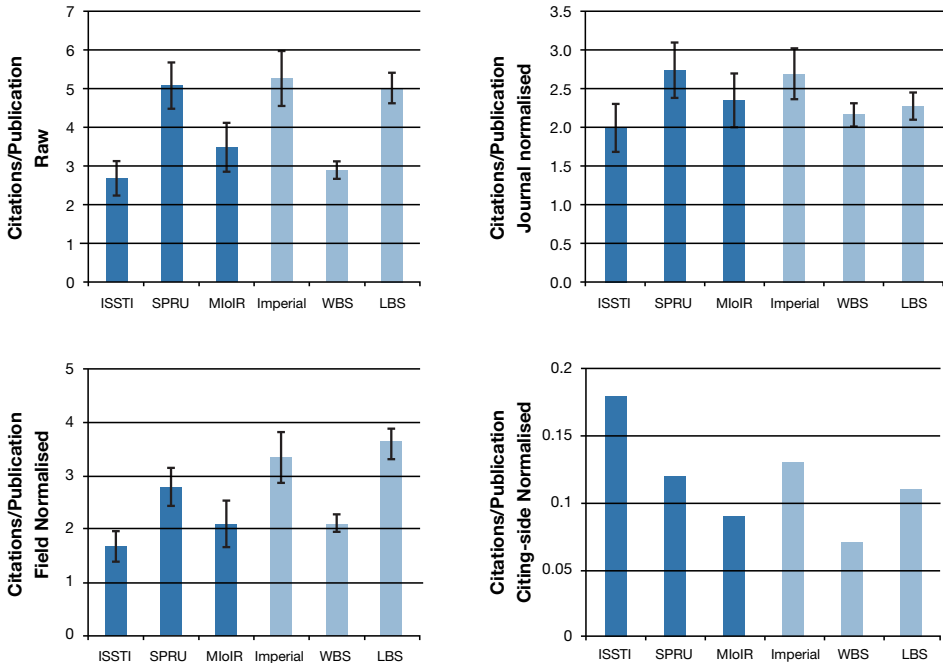 Citations/Publication
Raw
7
6
5
4
3
2
1
0
ISSTI SPRU MIoIR Imperial WBS LBS
Citations/Publication
Journal normalised
3.5
3.0
2.5
2.0
1.5
1.0
0.5
0.0
ISSTI SPRU MIoIR Imperial WBS LBS
Citations/Publication
Field Normalised
5
4
3
2
1
0
ISSTI SPRU MIoIR Imperial WBS LBS
Citations/Publication
Citing-side Normalised
0.2
0.15
0.1
0.05
0
ISSTI SPRU MIoIR Imperial WBS LBS